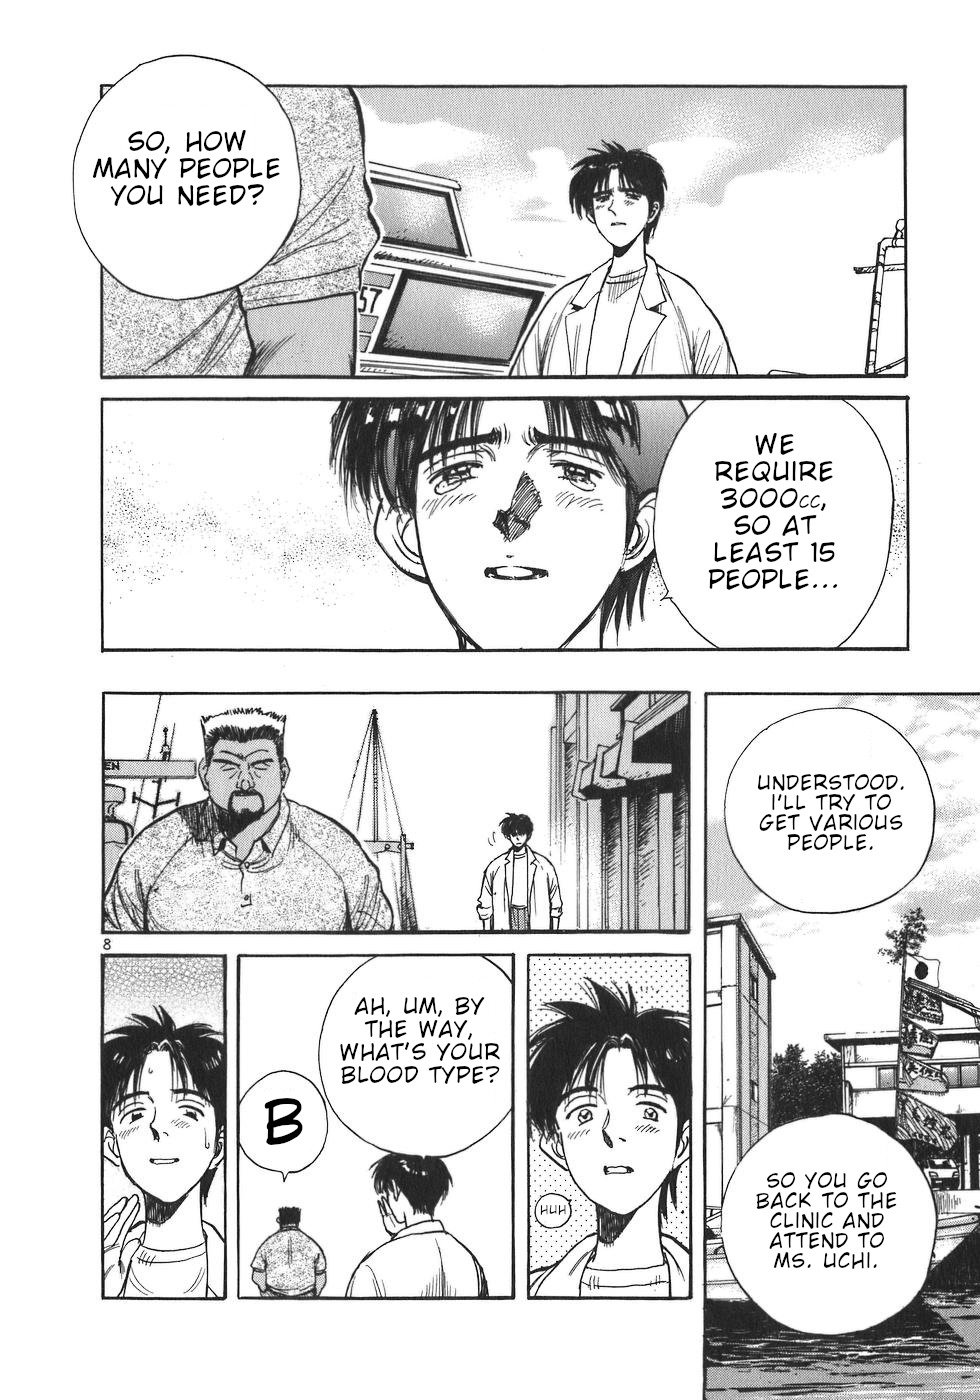 SO, HOW
MANY PEOPLE
YOU NEED?
57
WE
REQUIRE
3000CC,
SO AT
LEAST 15
PEOPLE...
UNDERSTOOD.
I'LL TRY TO
GET VARIOUS
PEOPLE.
SO YOU GO
BACK TO THE
CLINIC AND
ATTEND TO
MS. UCHI.
EN
8
HUH
AH, UM, BY
THE WAY,
WHAT'S YOUR
BLOOD TYPE?
B